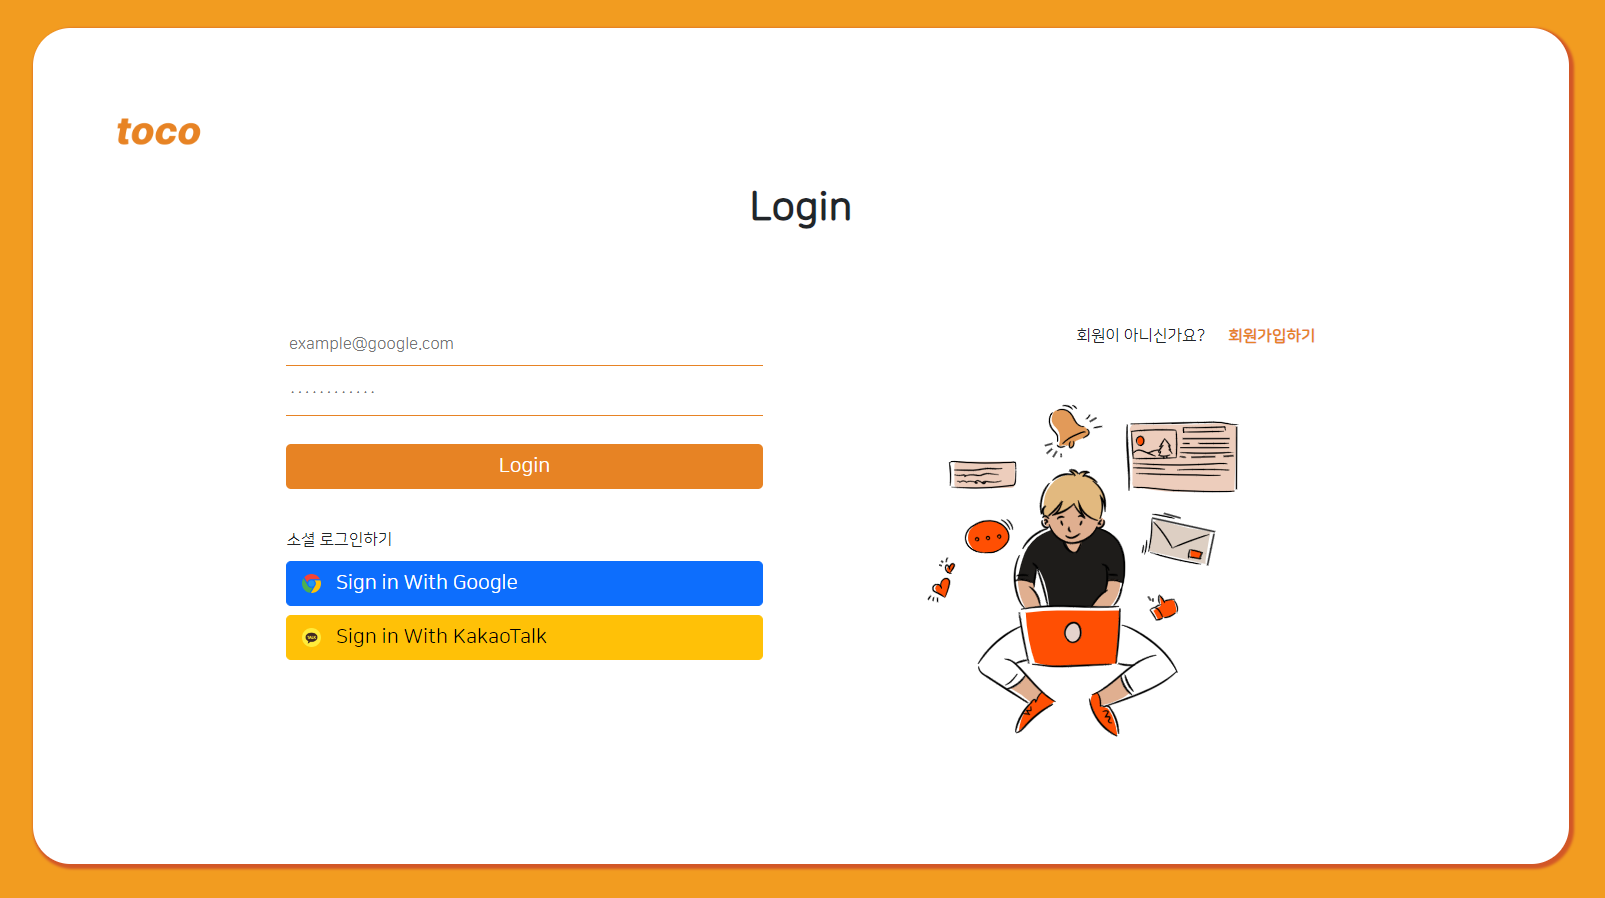 toco
Login
example@google.com
............
Login
소셜 로그인하기
Sign in With Google
Sign in With KakaoTalk
회원이 아니신가요? 회원가입하기